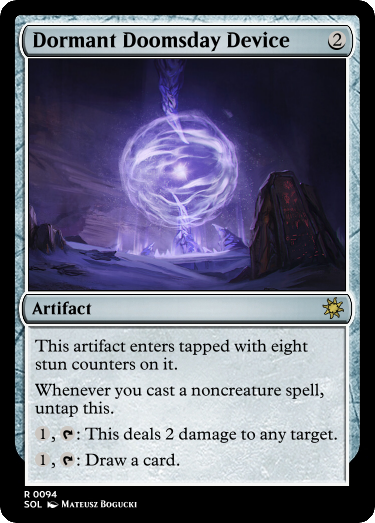 Dormant Doomsday Device 2
Artifact
This artifact enters tapped with eight
stun counters on it.
Whenever you cast a noncreature spell,
untap this.
1, : This deals 2 damage to any target.
1, : Draw a card.
R 0094
SOL Mateusz Bogucki